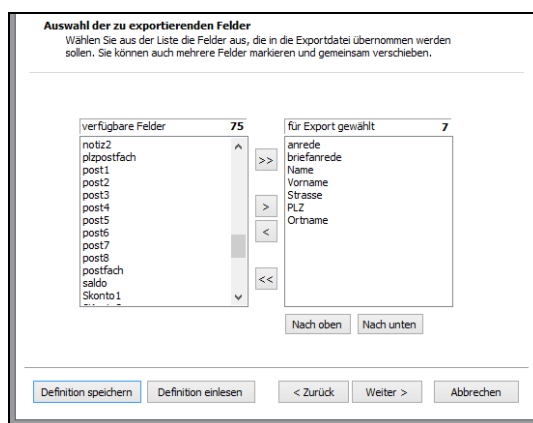 Auswahl der zu exportierenden Felder
Wählen Sie aus der Liste die Felder aus, die in die Exportdatei übernommen werden
sollen. Sie können auch mehrere Felder markieren und gemeinsam verschieben.
verfügbare Felder 75
notiz2
plzpostfach
post1
post2
post3
post4
post5
post6
post7
post8
postfach
saldo
Skonto1
>>
>
<
<<
für Export gewählt 7
anrede
briefanrede
Name
Vorname
Strasse
PLZ
Ortname
Nach oben Nach unten
Definition speichern Definition einlesen < Zurück Weiter > Abbrechen